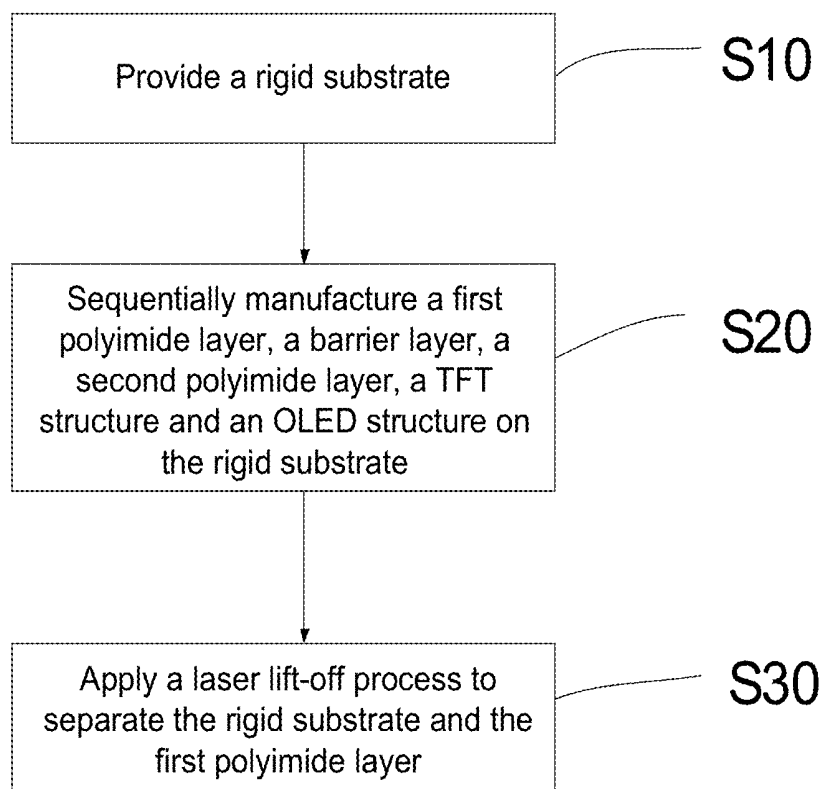 Provide a rigid substrate
S10
Sequentially manufacture a first
polyimide layer, a barrier layer, a
second polyimide layer, a TFT
structure and an OLED structure on
the rigid substrate
S20
Apply a laser lift-off process to
separate the rigid substrate and the
first polyimide layer
S30